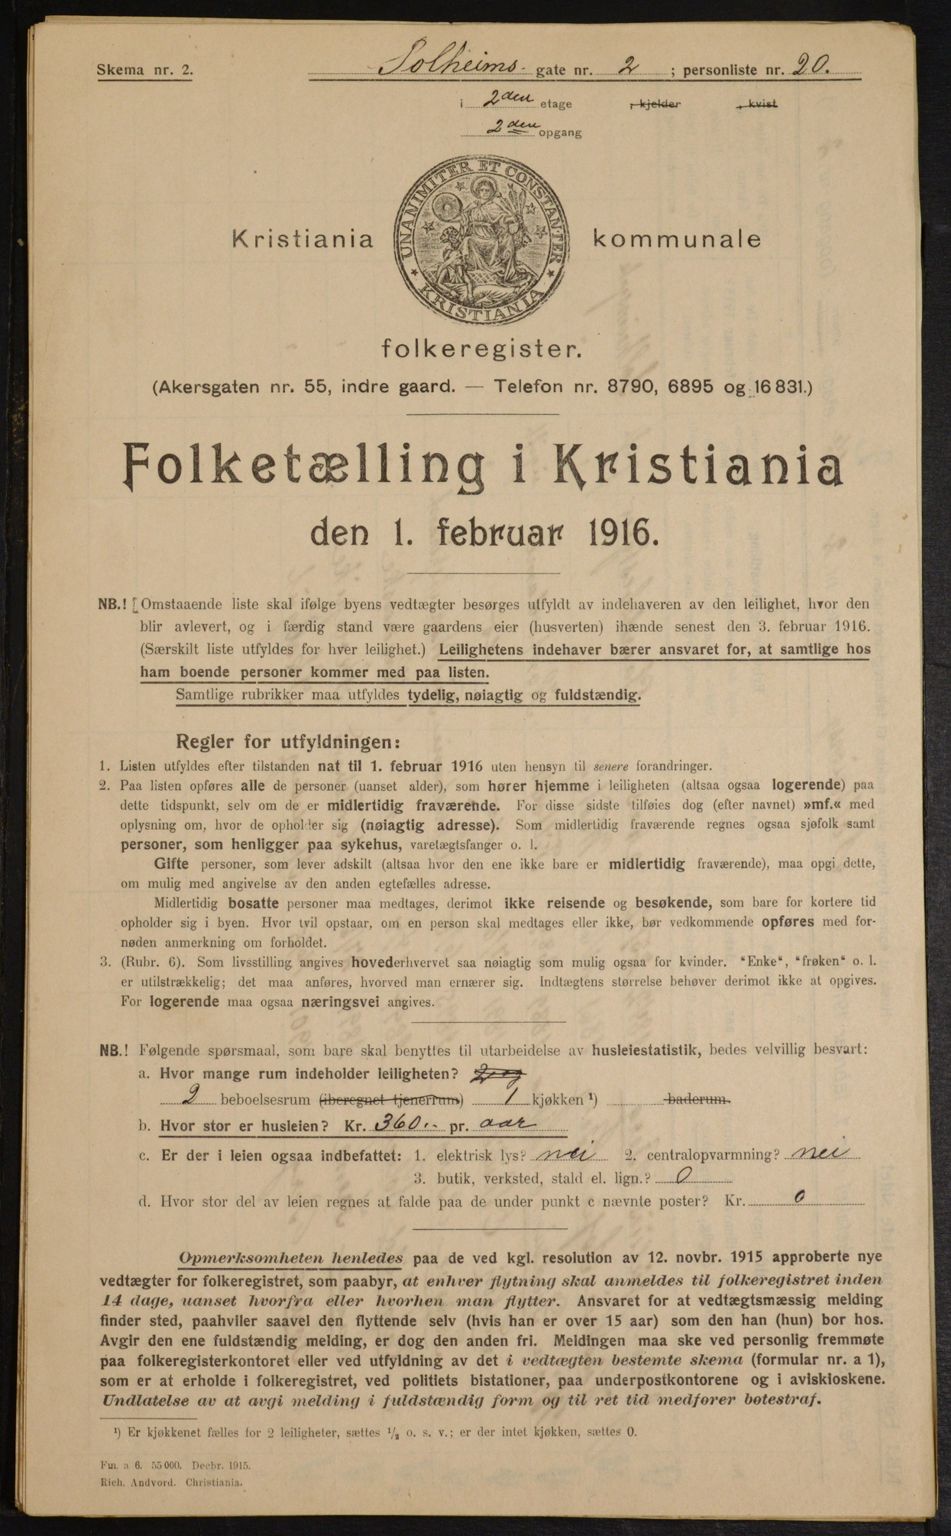 Skema nr. 2.
Solheims gate nr. 2 ; personliste nr. 20.
i 2den etage , kjelder , kvist
2den opgang
UNANIMITER ET CONSTANTER
KRISTIANIA
Kristiania kommunale
folkeregister.
(Akersgaten nr. 55, indre gaard. — Telefon nr. 8790, 6895 og 16831.)
Folketælling i Kristiania
den 1. februar 1916.
NB.! [Omstaaende liste skal ifølge byens vedtægter besørges utfyldt av indehaveren av den leilighet, hvor den
blir avlevert, og i færdig stand være gaardens eier (husverten) ihænde senest den 3. februar 1916.
(Særskilt liste utfyldes for hver leilighet.) Leilighetens indehaver bærer ansvaret for, at samtlige hos
ham boende personer kommer med paa listen.
Samtlige rubrikker maa utfyldes tydelig, nøiagtig og fuldstændig.
Regler for utfyldningen:
1. Listen utfyldes efter tilstanden nat til 1. februar 1916 uten hensyn til senere forandringer.
2. Paa listen opføres alle de personer (uanset alder), som hører hjemme i leiligheten (altsaa ogsaa logerende) paa
dette tidspunkt, selv om de er midlertidig fraværende. For disse sidste tilføies dog (efter navnet) »mf.« med
oplysning om, hvor de opholder sig (nøiagtig adresse). Som midlertidig fraværende regnes ogsaa sjøfolk samt
personer, som henligger paa sykehus, varetægtsfanger o. l.
Gifte personer, som lever adskilt (altsaa hvor den ene ikke bare er midlertidig fraværende), maa opgi dette,
om mulig med angivelse av den anden egtefælles adresse.
Midlertidig bosatte personer maa medtages, derimot ikke reisende og besøkende, som bare for kortere tid
opholder sig i byen. Hvor tvil opstaar, om en person skal medtages eller ikke, bør vedkommende opføres med for-
nøden anmerkning om forholdet.
3. (Rubr. 6). Som livsstilling angives hovederhvervet saa nøiagtig som mulig ogsaa for kvinder. "Enke", "frøken" o. l.
er utilstrækkelig; det maa anføres, hvorved man ernærer sig. Indtægtens størrelse behøver derimot ikke at opgives.
For logerende maa ogsaa næringsvei angives.
NB.! Følgende spørsmaal, som bare skal benyttes til utarbeidelse av husleiestatistik, bedes velvillig besvart:
a. Hvor mange rum indeholder leiligheten? 2 og
2 beboelsesrum (iberegnet tjenerrum) 1 kjøkken ¹) baderum.
b. Hvor stor er husleien? Kr. 360.- pr. aar
c. Er der i leien ogsaa indbefattet: 1. elektrisk lys? nei 2. centralopvarmning? nei
3. butik, verksted, stald el. lign.? 0
d. Hvor stor del av leien regnes at falde paa de under punkt c nævnte poster? Kr. 0
Opmerksomheten henledes paa de ved kgl. resolution av 12. novbr. 1915 approberte nye
vedtægter for folkeregistret, som paabyr, at enhver flytning skal anmeldes til folkeregistret inden
14 dage, uanset hvorfra eller hvorhen man flytter. Ansvaret for at vedtægtsmæssig melding
finder sted, paahviler saavel den flyttende selv (hvis han er over 15 aar) som den han (hun) bor hos.
Avgir den ene fuldstændig melding, er dog den anden fri. Meldingen maa ske ved personlig fremmøte
paa folkeregisterkontoret eller ved utfyldning av det i vedtægten bestemte skema (formular nr. a 1),
som er at erholde i folkeregistret, ved politiets bistationer, paa underpostkontorene og i aviskioskene.
Undlatelse av at avgi melding i fuldstændig form og til ret tid medfører bøtestraf.
¹) Er kjøkkenet fælles for 2 leiligheter, sættes ½ o. s. v.; er der intet kjøkken, sættes 0.
Fm. a 6. 55 000. Decbr. 1915.
Rich. Andvord. Christiania.